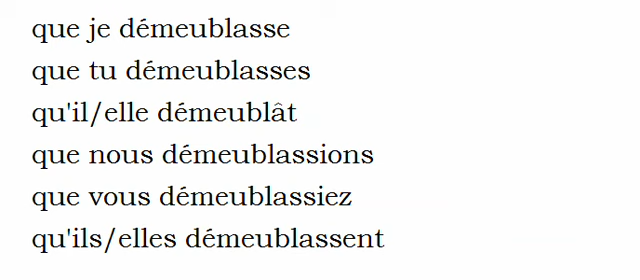 que je démeublasse
que tu démeublasses
qu'il/elle démeublât
que nous démeublassions
que vous démeublassiez
qu'ils/elles démeublassent